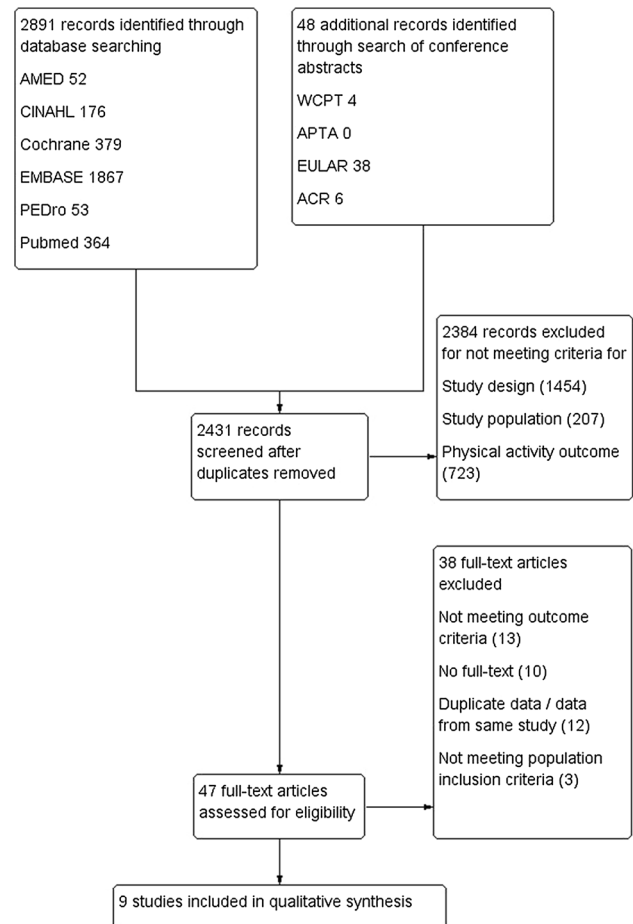 2891 records identified through
database searching
AMED 52
CINAHL 176
Cochrane 379
EMBASE 1867
PEDro 53
Pubmed 364
48 additional records identified
through search of conference
abstracts
WCPT 4
APTA 0
EULAR 38
ACR 6
2384 records excluded
for not meeting criteria for
Study design (1454)
Study population (207)
Physical activity outcome
(723)
2431 records
screened after
duplicates removed
38 full-text articles
excluded
Not meeting outcome
criteria (13)
No full-text (10)
Duplicate data / data
from same study (12)
Not meeting population
inclusion criteria (3)
47 full-text articles
assessed for eligibility
9 studies included in qualitative synthesis